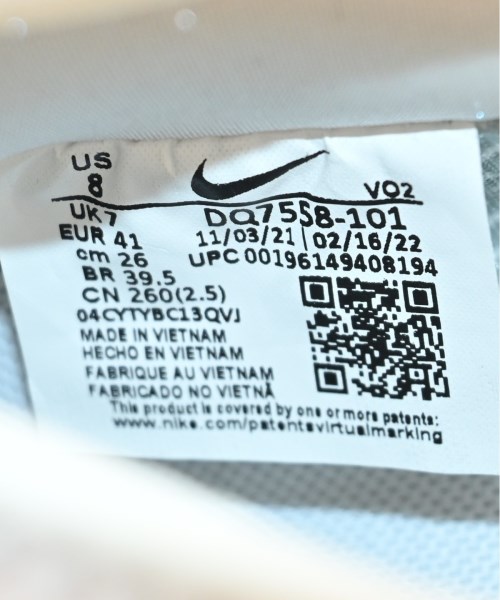 US
8
VO2
UK 7
DQ7558-101
EUR 41
11/03/21 | 02/16/22
cm 26
UPC 00196149408194
BR 39.5
CN 260(2.5)
04CYTYBC13QVJ
MADE IN VIETNAM
HECHO EN VIETNAM
FABRIQUE AU VIETNAM
FABRICADO NO VIETNÃ
This product is covered by one or more patents:
www.nike.com/patentsvirtualmarking